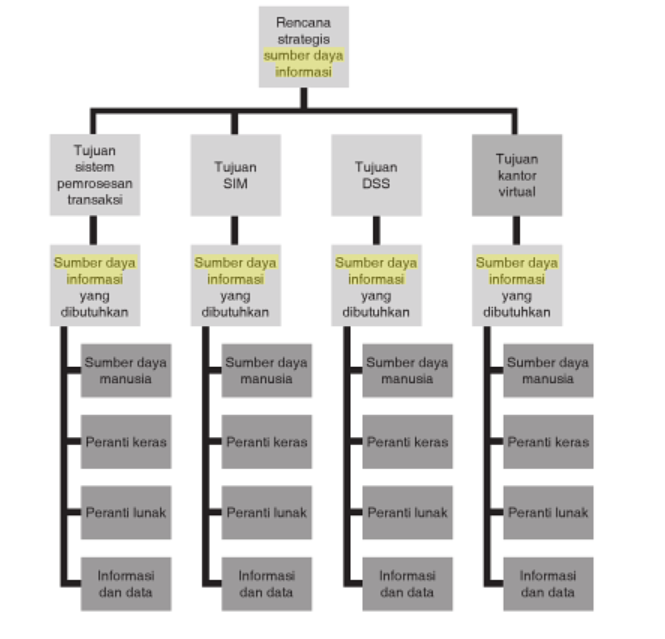 Rencana
strategis
sumber daya
informasi
Tujuan
sistem
pemrosesan
transaksi
Tujuan
SIM
Tujuan
DSS
Tujuan
kantor
virtual
Sumber daya
informasi
yang
dibutuhkan
Sumber daya
informasi
yang
dibutuhkan
Sumber daya
informasi
yang
dibutuhkan
Sumber daya
informasi
yang
dibutuhkan
Sumber daya
manusia
Sumber daya
manusia
Sumber daya
manusia
Sumber daya
manusia
Peranti keras
Peranti keras
Peranti keras
Peranti keras
Peranti lunak
Peranti lunak
Peranti lunak
Peranti lunak
Informasi
dan data
Informasi
dan data
Informasi
dan data
Informasi
dan data